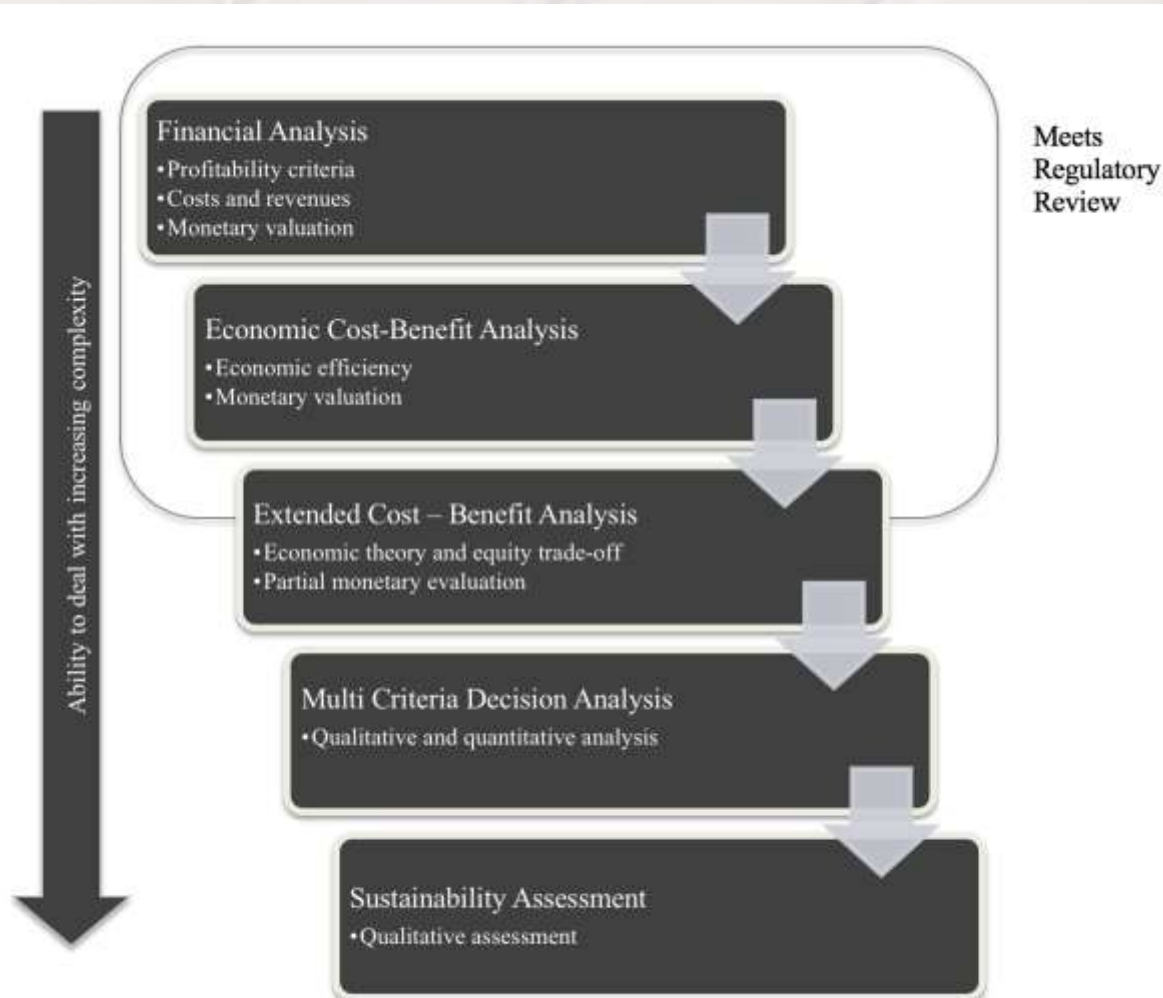 Financial Analysis
•Profitability criteria
•Costs and revenues
•Monetary valuation
Meets
Regulatory
Review
Economic Cost-Benefit Analysis
•Economic efficiency
•Monetary valuation
Extended Cost – Benefit Analysis
•Economic theory and equity trade-off
•Partial monetary evaluation
Multi Criteria Decision Analysis
•Qualitative and quantitative analysis
Sustainability Assessment
•Qualitative assessment
Ability to deal with increasing complexity